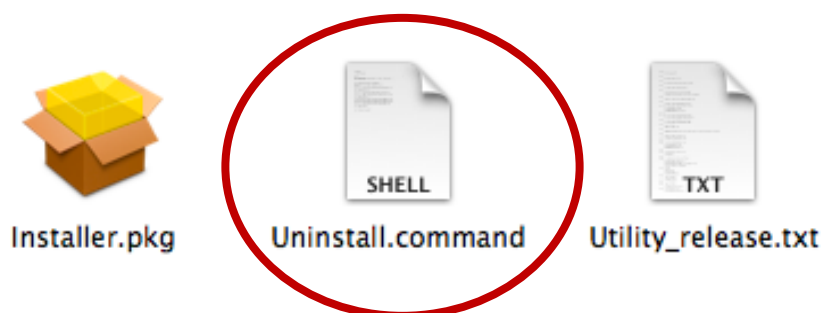 SHELL
TXT
Installer.pkg
Uninstall.command
Utility_release.txt